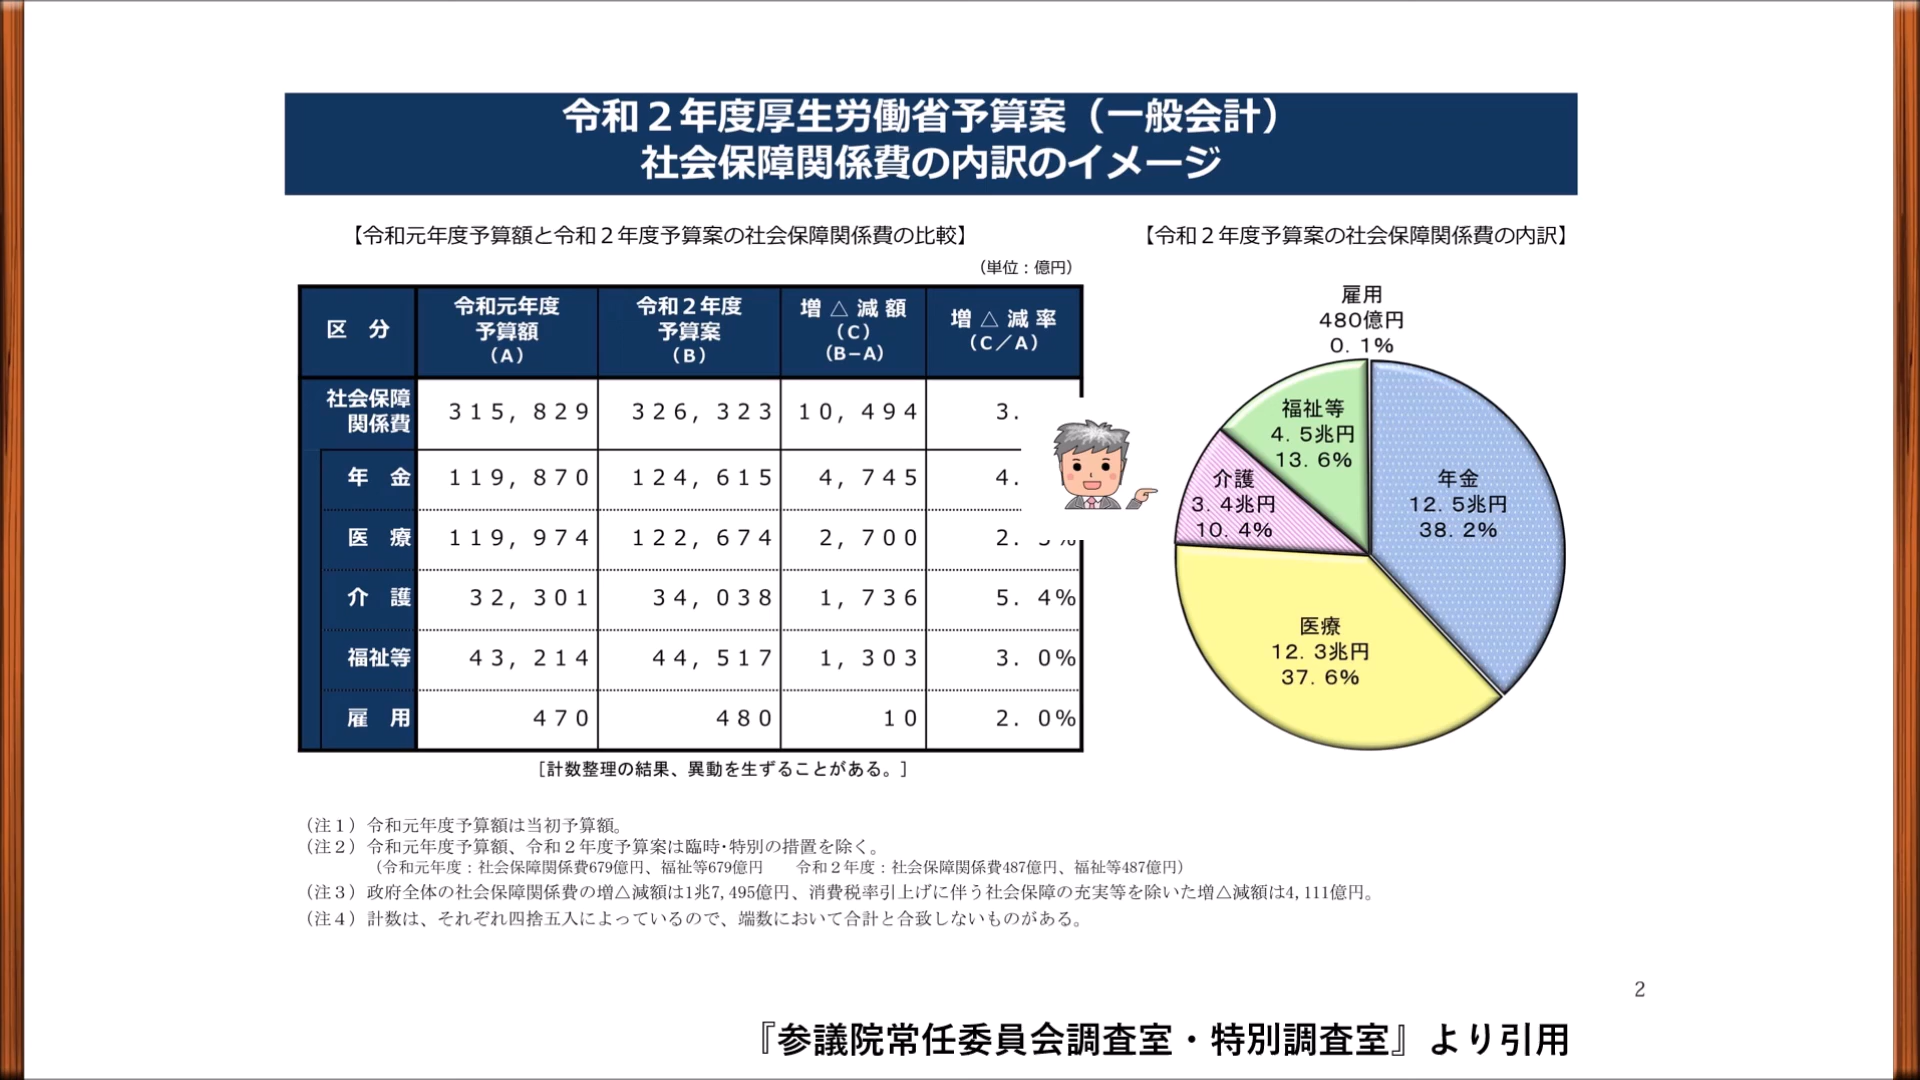 令和２年度厚生労働省予算案（一般会計）
社会保障関係費の内訳のイメージ
【令和元年度予算額と令和２年度予算案の社会保障関係費の比較】
（単位：億円）
区　分　令和元年度予算額（A）　令和２年度予算案（B）　増△減額（C）（B－A）　増△減率（C／A）
社会保障関係費　315,829　326,323　10,494　3.
年　金　119,870　124,615　4,745　4.
医　療　119,974　122,674　2,700　2.
介　護　32,301　34,038　1,736　5.4%
福祉等　43,214　44,517　1,303　3.0%
雇　用　470　480　10　2.0%
［計数整理の結果、異動を生ずることがある。］
【令和２年度予算案の社会保障関係費の内訳】
雇用
480億円
0.1%
福祉等
4.5兆円
13.6%
介護
3.4兆円
10.4%
年金
12.5兆円
38.2%
医療
12.3兆円
37.6%
（注１）令和元年度予算額は当初予算額。
（注２）令和元年度予算額、令和２年度予算案は臨時・特別の措置を除く。
（令和元年度：社会保障関係費679億円、福祉等679億円　　令和２年度：社会保障関係費487億円、福祉等487億円）
（注３）政府全体の社会保障関係費の増△減額は1兆7,495億円、消費税率引上げに伴う社会保障の充実等を除いた増△減額は4,111億円。
（注４）計数は、それぞれ四捨五入によっているので、端数において合計と合致しないものがある。
2
『参議院常任委員会調査室・特別調査室』より引用